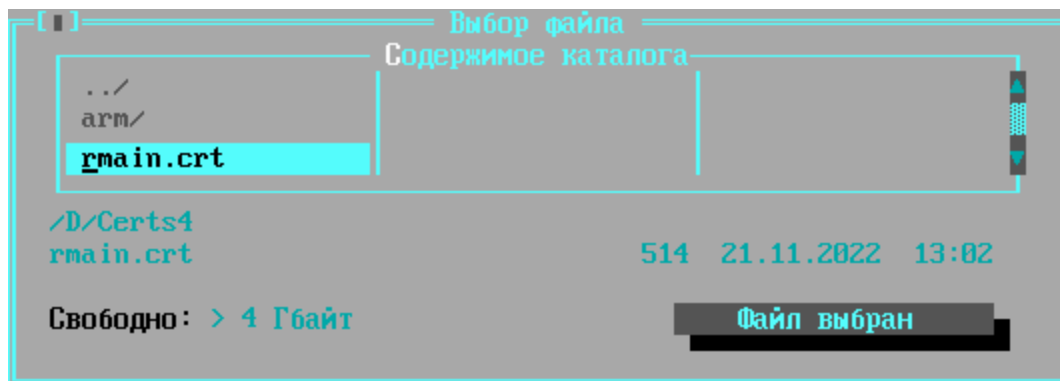 [▮] Выбор файла
Содержимое каталога
../
arm/
rmain.crt
/D/Certs4
rmain.crt 514 21.11.2022 13:02
Свободно: > 4 Гбайт Файл выбран